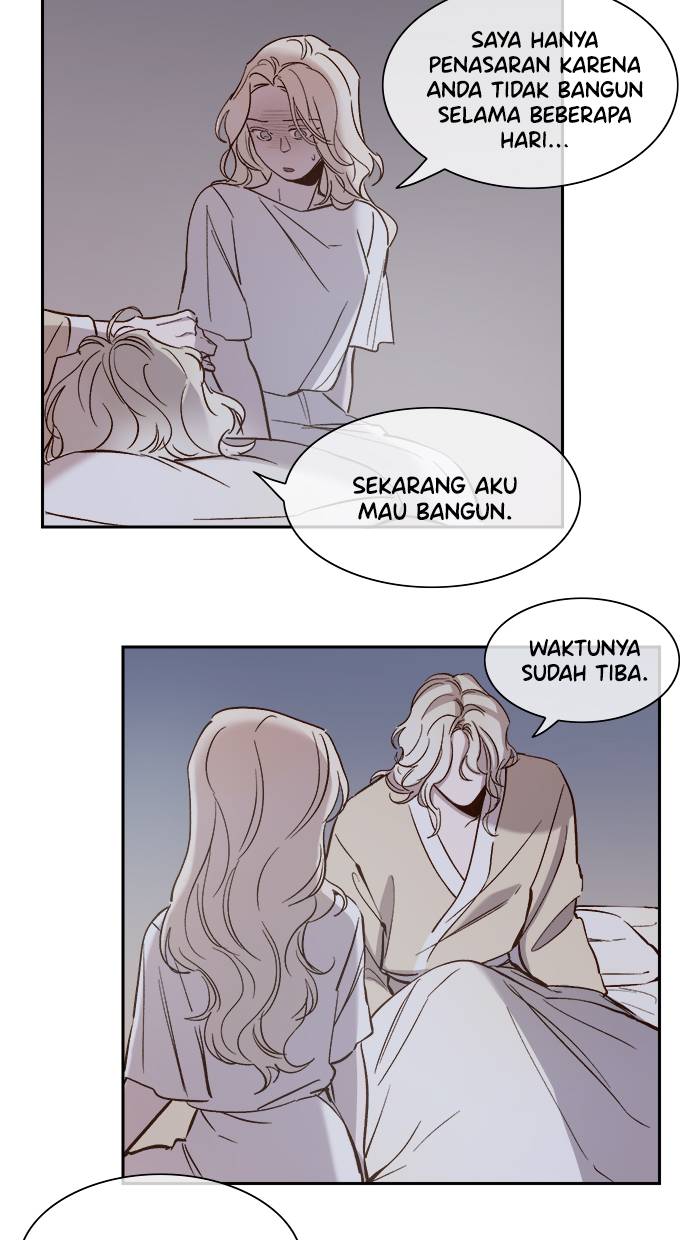 SAYA HANYA
PENASARAN KARENA
ANDA TIDAK BANGUN
SELAMA BEBERAPA
HARI...
SEKARANG AKU
MAU BANGUN.
WAKTUNYA
SUDAH TIBA.